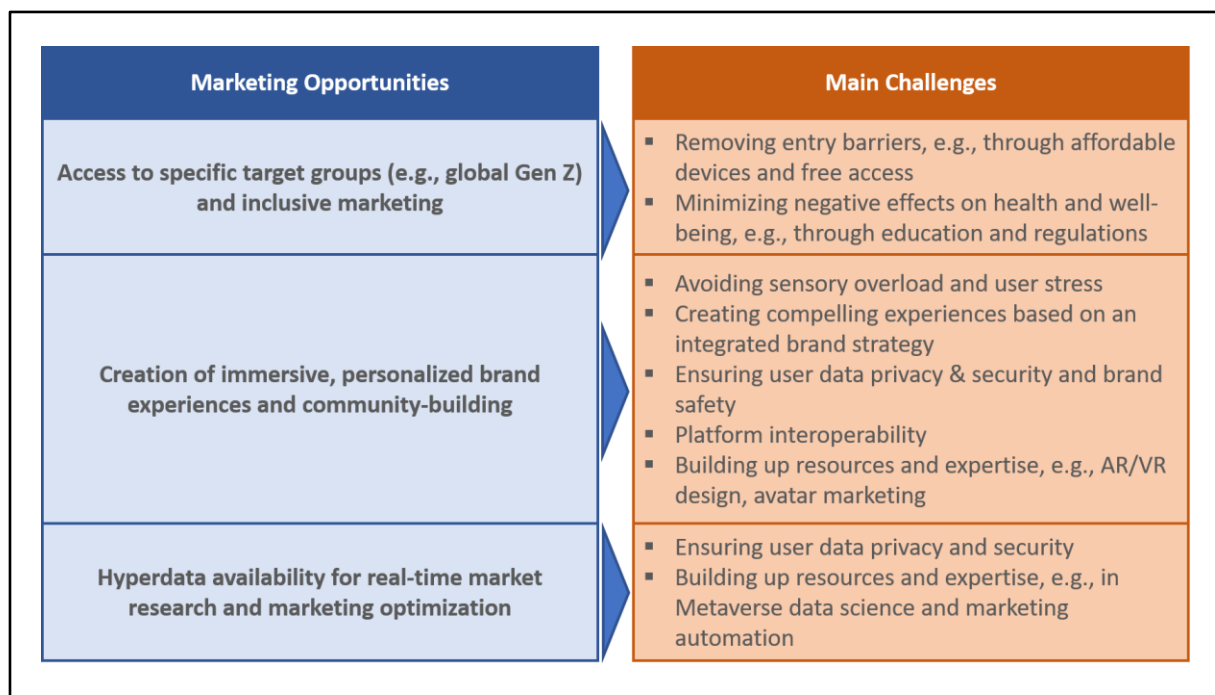 Marketing Opportunities
Main Challenges
Access to specific target groups (e.g., global Gen Z)
and inclusive marketing
▪ Removing entry barriers, e.g., through affordable
devices and free access
▪ Minimizing negative effects on health and well-
being, e.g., through education and regulations
Creation of immersive, personalized brand
experiences and community-building
▪ Avoiding sensory overload and user stress
▪ Creating compelling experiences based on an
integrated brand strategy
▪ Ensuring user data privacy & security and brand
safety
▪ Platform interoperability
▪ Building up resources and expertise, e.g., AR/VR
design, avatar marketing
Hyperdata availability for real-time market
research and marketing optimization
▪ Ensuring user data privacy and security
▪ Building up resources and expertise, e.g., in
Metaverse data science and marketing
automation